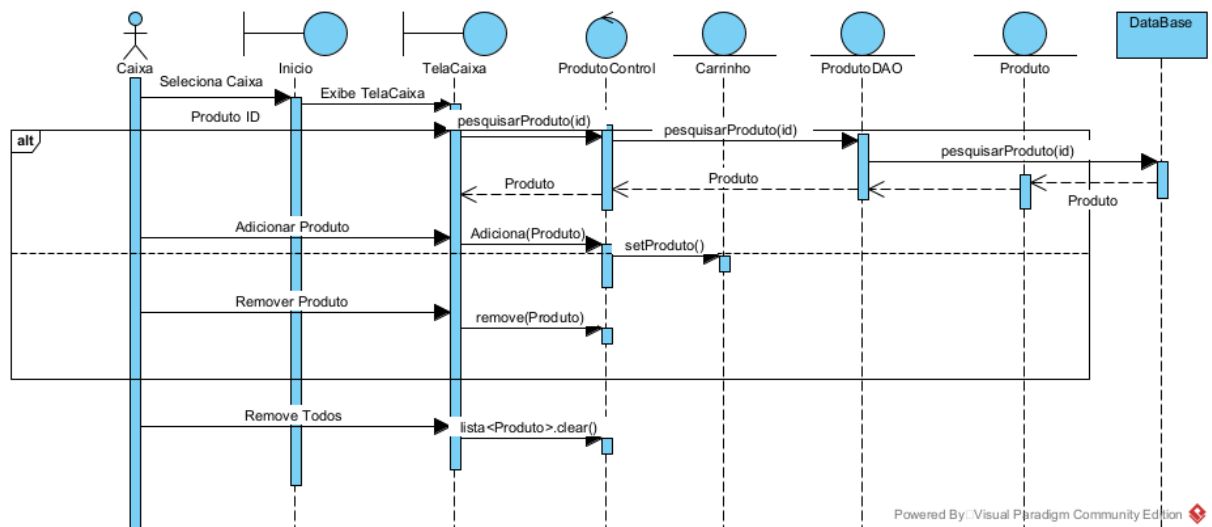 DataBase
Caixa
Inicio
TelaCaixa
ProdutoControl
Carrinho
ProdutoDAO
Produto
Seleciona Caixa
Exibe TelaCaixa
Produto ID
pesquisarProduto(id)
pesquisarProduto(id)
alt
pesquisarProduto(id)
Produto
Produto
Produto
Adicionar Produto
Adiciona(Produto)
setProduto()
Remover Produto
remove(Produto)
Remove Todos
lista<Produto>.clear()
Powered By Visual Paradigm Community Edition